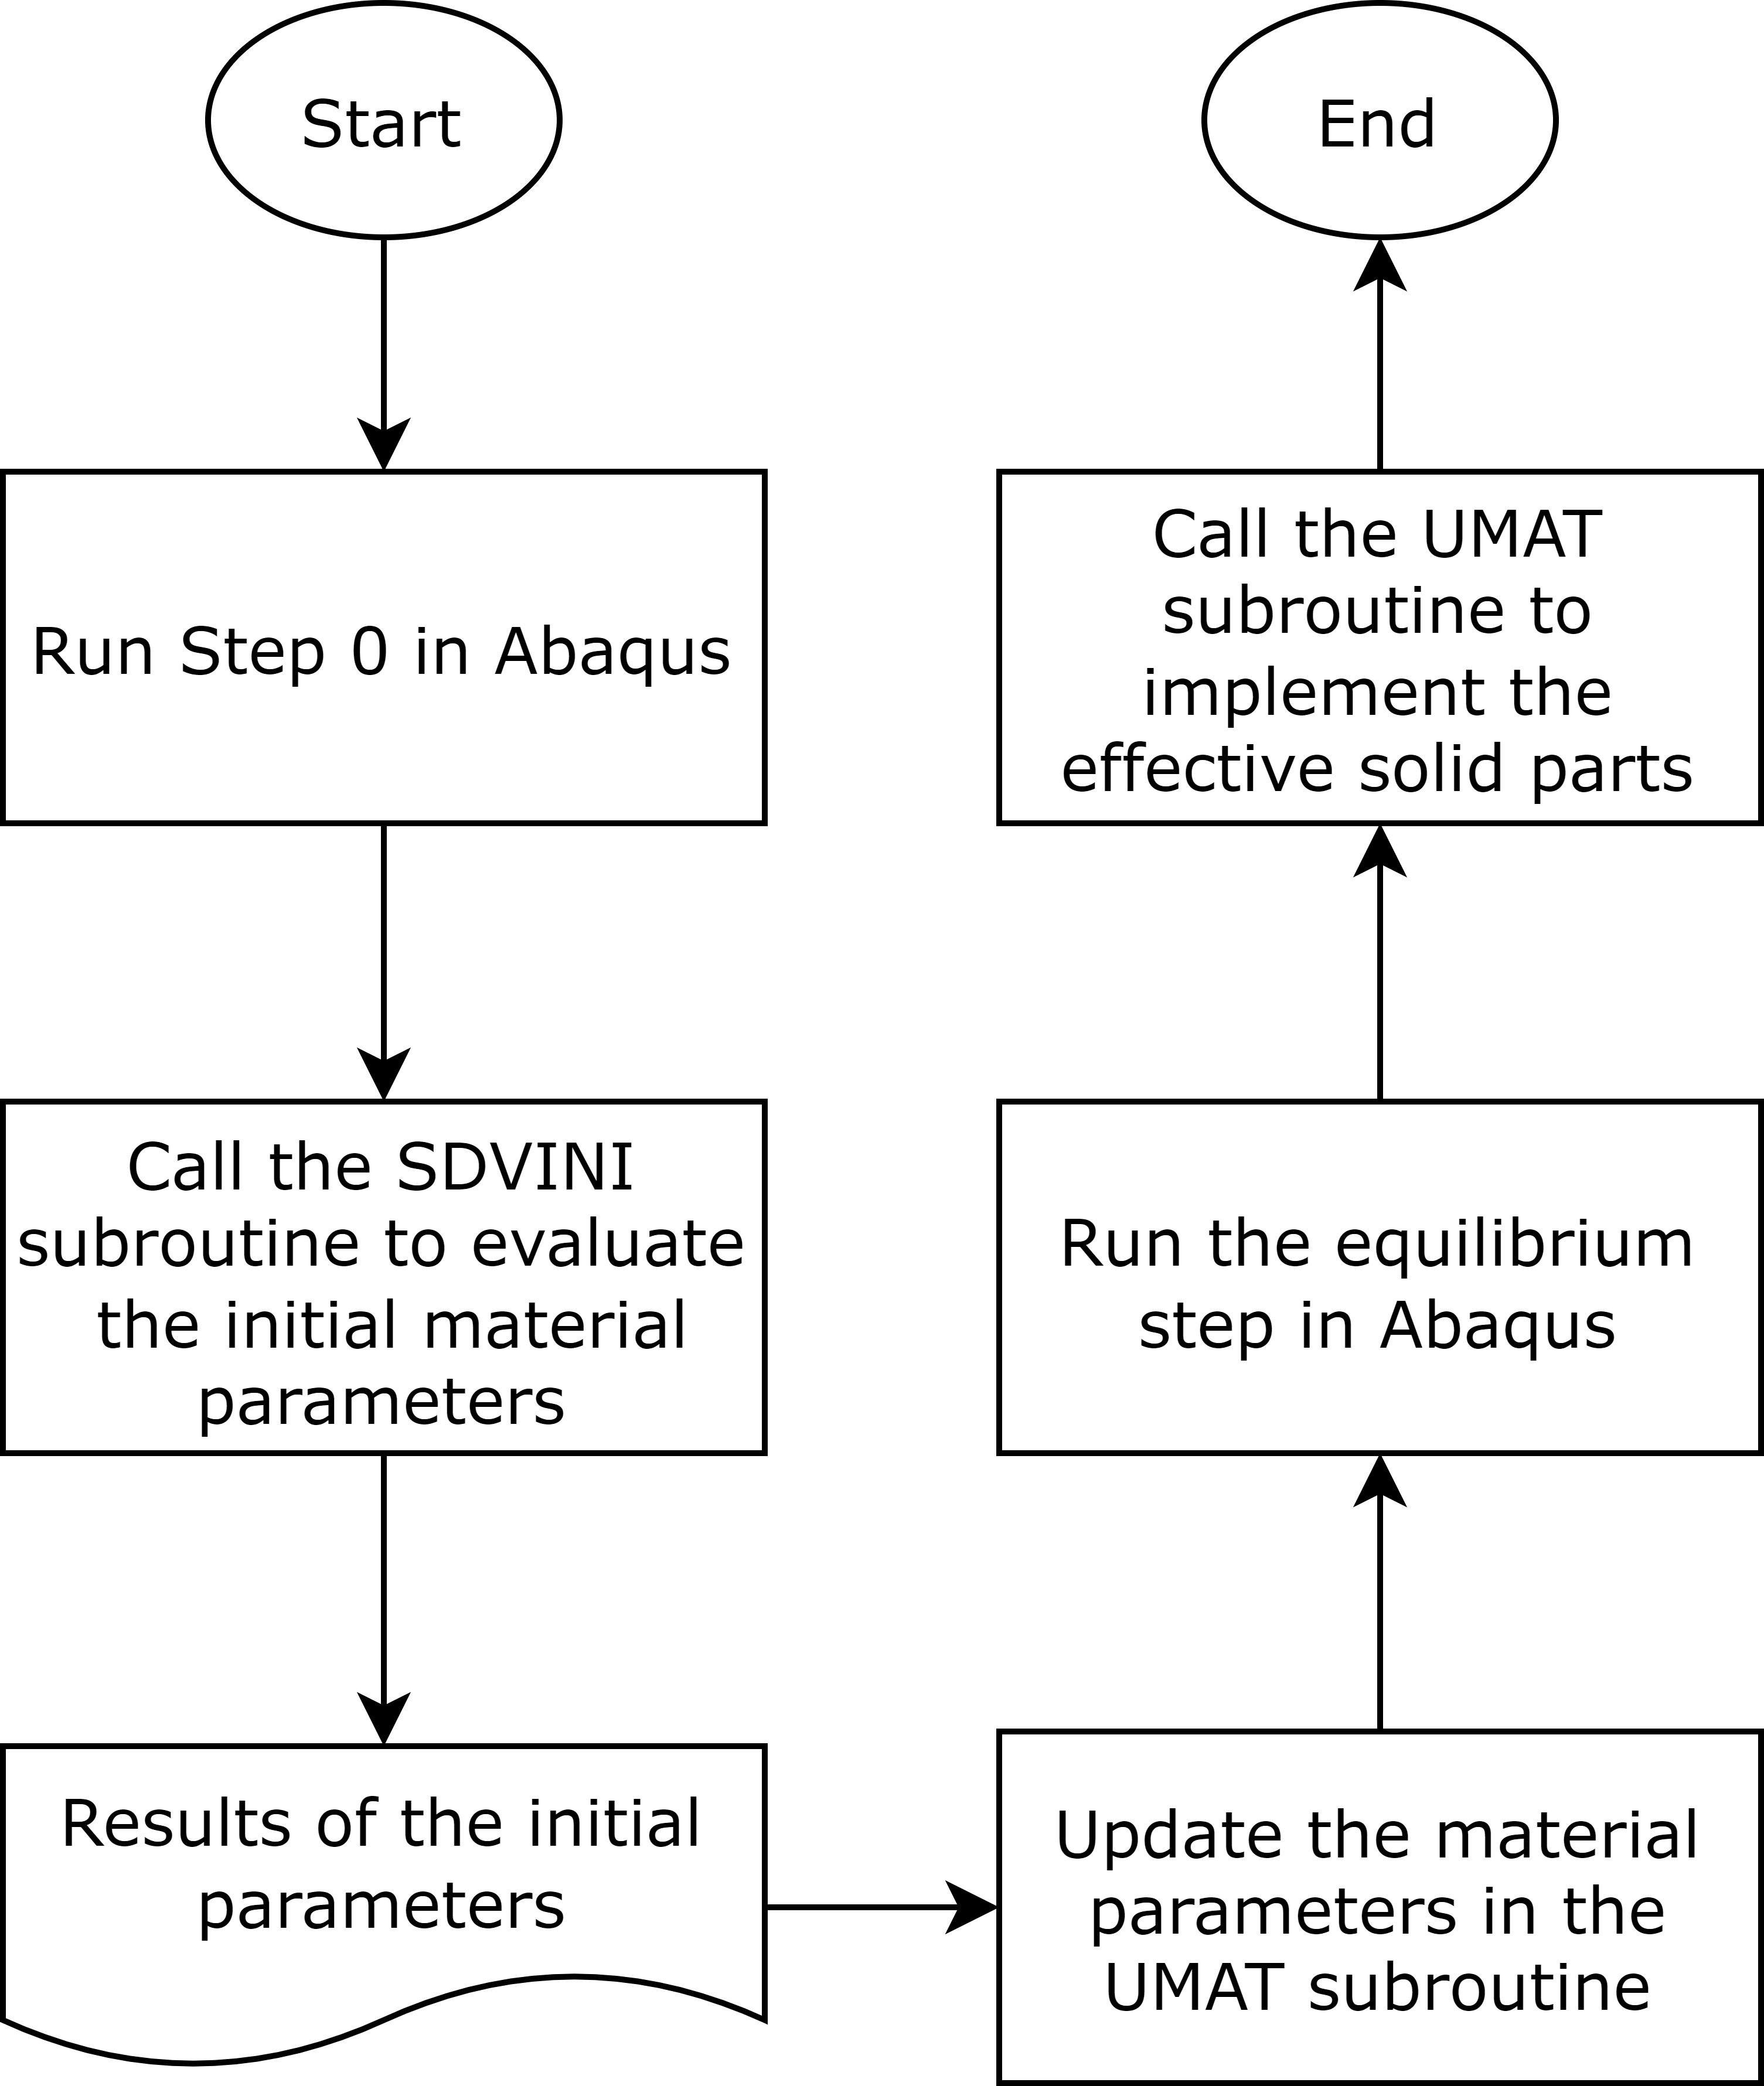 Start
Run Step 0 in Abaqus
Call the SDVINI
subroutine to evaluate
the initial material
parameters
Results of the initial
parameters
Update the material
parameters in the
UMAT subroutine
Run the equilibrium
step in Abaqus
Call the UMAT
subroutine to
implement the
effective solid parts
End